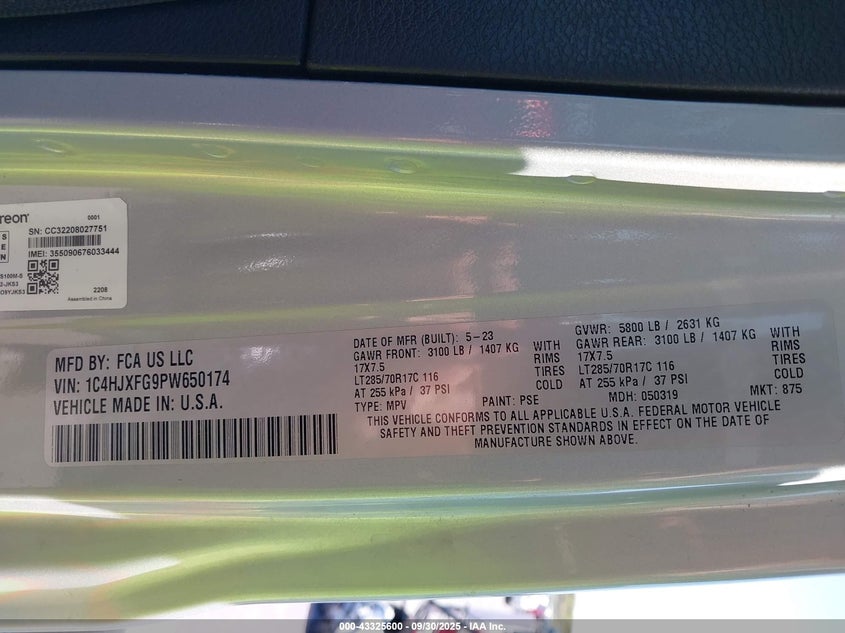 reon
0001
SN: CC32208027751
IMEI: 355090676033444
S100M-S
2208
Assembled in China
MFD BY: FCA US LLC
VIN: 1C4HJXFG9PW650174
VEHICLE MADE IN: U.S.A.
DATE OF MFR (BUILT): 5-23
GVWR: 5800 LB / 2631 KG
GAWR FRONT: 3100 LB / 1407 KG WITH
17X7.5 RIMS
LT285/70R17C 116 TIRES
AT 255 kPa / 37 PSI COLD
GAWR REAR: 3100 LB / 1407 KG WITH
17X7.5 RIMS
LT285/70R17C 116 TIRES
AT 255 kPa / 37 PSI COLD
TYPE: MPV PAINT: PSE MDH: 050319 MKT: 875
THIS VEHICLE CONFORMS TO ALL APPLICABLE U.S.A. FEDERAL MOTOR VEHICLE
SAFETY AND THEFT PREVENTION STANDARDS IN EFFECT ON THE DATE OF
MANUFACTURE SHOWN ABOVE.
000-43325600 - 09/30/2025 - IAA Inc.